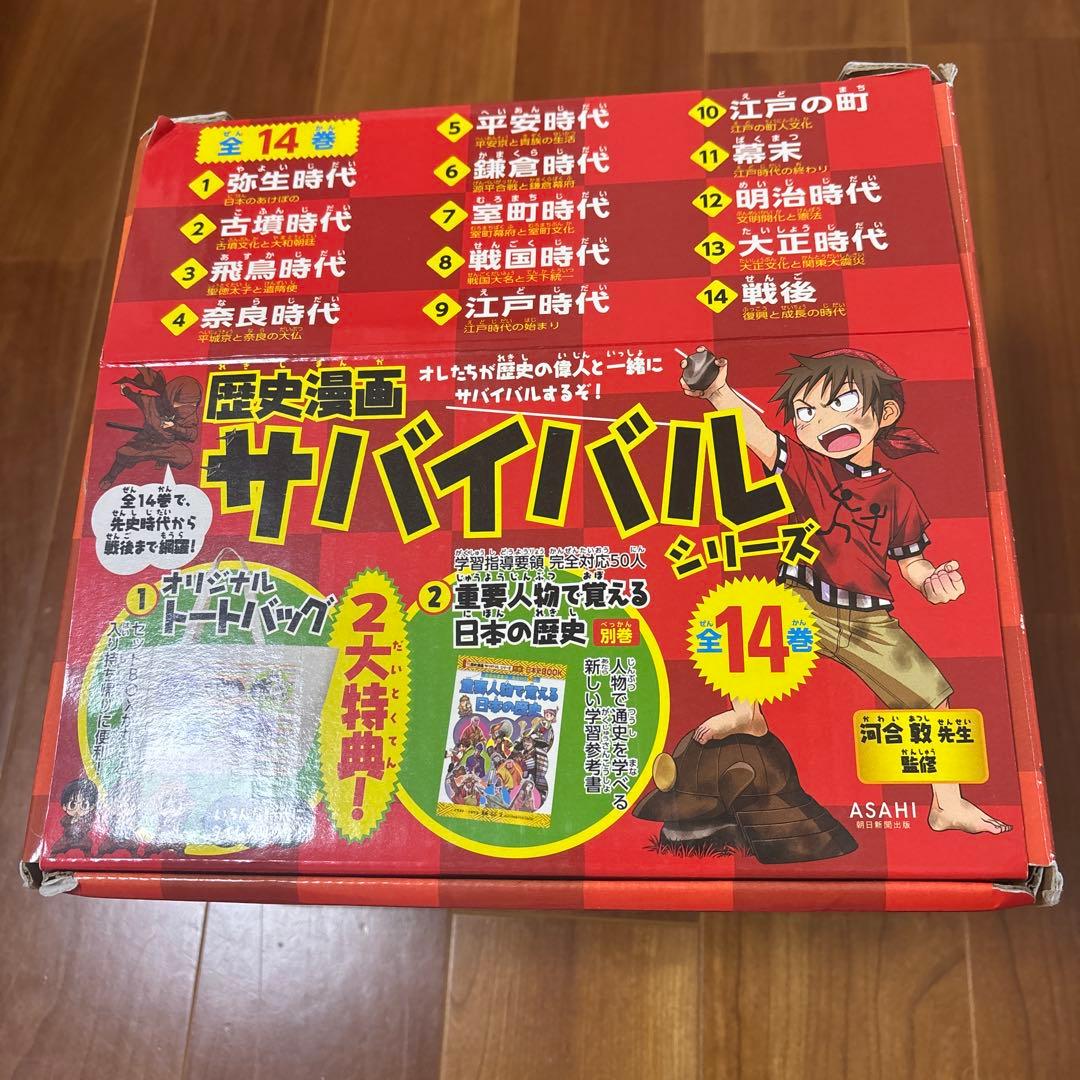 全14巻
1 弥生時代
日本のあけぼの
2 古墳時代
古墳文化と大和朝廷
3 飛鳥時代
聖徳太子と遣隋使
4 奈良時代
平城京と奈良の大仏
5 平安時代
平安京と貴族の生活
6 鎌倉時代
源平合戦と鎌倉幕府
7 室町時代
室町幕府と室町文化
8 戦国時代
戦国大名と天下統一
9 江戸時代
江戸時代の始まり
10 江戸の町
江戸の町人文化
11 幕末
江戸時代の終わり
12 明治時代
文明開化と憲法
13 大正時代
大正文化と関東大震災
14 戦後
復興と成長の時代
歴史漫画
サバイバル
シリーズ
オレたちが歴史の偉人と一緒に
サバイバルするぞ!
全14巻で、
先史時代から
戦後まで網羅!
1 オリジナル
トートバッグ
入り持ち帰りに便利!
2大特典!
学習指導要領 完全対応50人
2 重要人物で覚える
日本の歴史 別巻
人物で通史を学べる
新しい学習参考書
重要人物で覚える
日本の歴史
全14巻
河合 敦 先生
監修
ASAHI
朝日新聞出版